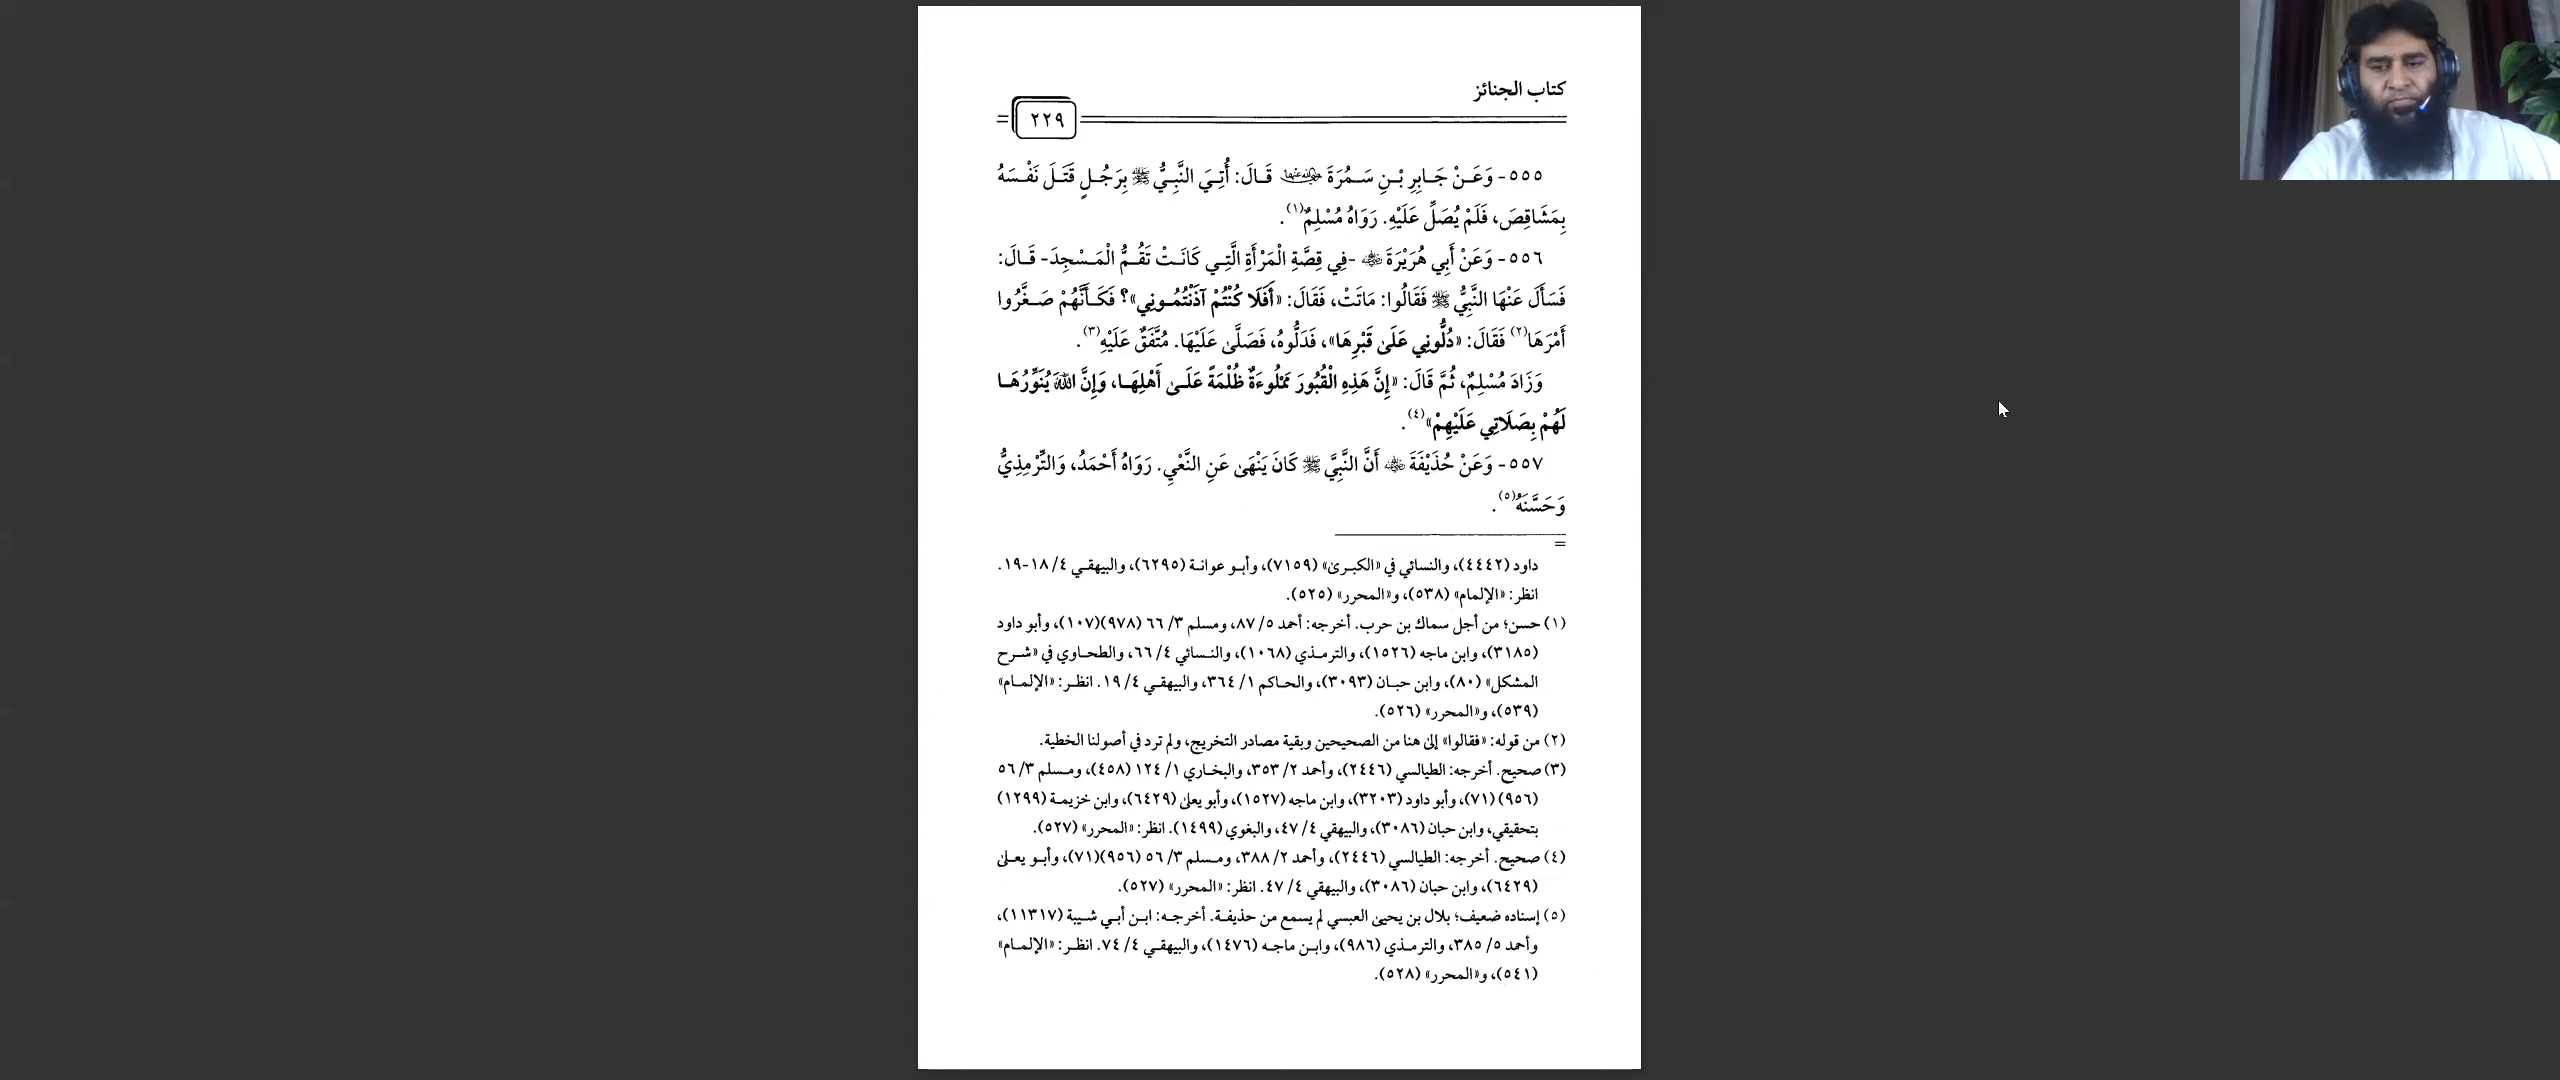 كتاب الجنائز
٢٢٩
٥٥٥- وَعَنْ جَابِرِ بْنِ سَمُرَةَ رضي الله عنهما قَالَ: أُتِيَ النَّبِيُّ ﷺ بِرَجُلٍ قَتَلَ نَفْسَهُ
بِمَشَاقِصَ، فَلَمْ يُصَلِّ عَلَيْهِ. رَوَاهُ مُسْلِمٌ(١).
٥٥٦- وَعَنْ أَبِي هُرَيْرَةَ رضي الله عنه -فِي قِصَّةِ الْمَرْأَةِ الَّتِي كَانَتْ تَقُمُّ الْمَسْجِدَ- قَالَ:
فَسَأَلَ عَنْهَا النَّبِيُّ ﷺ فَقَالُوا: مَاتَتْ، فَقَالَ: «أَفَلَا كُنْتُمْ آذَنْتُمُونِي»؟ فَكَأَنَّهُمْ صَغَّرُوا
أَمْرَهَا(٢) فَقَالَ: «دُلُّونِي عَلَىٰ قَبْرِهَا»، فَدَلُّوهُ، فَصَلَّىٰ عَلَيْهَا. مُتَّفَقٌ عَلَيْهِ(٣).
وَزَادَ مُسْلِمٌ، ثُمَّ قَالَ: «إِنَّ هَذِهِ الْقُبُورَ مَمْلُوءَةٌ ظُلْمَةً عَلَىٰ أَهْلِهَا، وَإِنَّ اللهَ يُنَوِّرُهَا
لَهُمْ بِصَلَاتِي عَلَيْهِمْ»(٤).
٥٥٧- وَعَنْ حُذَيْفَةَ رضي الله عنه أَنَّ النَّبِيَّ ﷺ كَانَ يَنْهَىٰ عَنِ النَّعْيِ. رَوَاهُ أَحْمَدُ، وَالتِّرْمِذِيُّ
وَحَسَّنَهُ(٥).
=
داود (٤٤٤٢)، والنسائي في «الكبرىٰ» (٧١٥٩)، وأبو عوانة (٦٢٩٥)، والبيهقي ٤/ ١٨-١٩.
انظر: «الإلمام» (٥٣٨)، و«المحرر» (٥٢٥).
(١) حسن؛ من أجل سماك بن حرب. أخرجه: أحمد ٥/ ٨٧، ومسلم ٣/ ٦٦ (٩٧٨)(١٠٧)، وأبو داود
(٣١٨٥)، وابن ماجه (١٥٢٦)، والترمذي (١٠٦٨)، والنسائي ٤/ ٦٦، والطحاوي في «شرح
المشكل» (٨٠)، وابن حبان (٣٠٩٣)، والحاكم ١/ ٣٦٤، والبيهقي ٤/ ١٩. انظر: «الإلمام»
(٥٣٩)، و«المحرر» (٥٢٦).
(٢) من قوله: «فقالوا» إلىٰ هنا من الصحيحين وبقية مصادر التخريج، ولم ترد في أصولنا الخطية.
(٣) صحيح. أخرجه: الطيالسي (٢٤٤٦)، وأحمد ٢/ ٣٥٣، والبخاري ١/ ١٢٤ (٤٥٨)، ومسلم ٣/ ٥٦
(٩٥٦) (٧١)، وأبو داود (٣٢٠٣)، وابن ماجه (١٥٢٧)، وأبو يعلىٰ (٦٤٢٩)، وابن خزيمة (١٢٩٩)
بتحقيقي، وابن حبان (٣٠٨٦)، والبيهقي ٤/ ٤٧، والبغوي (١٤٩٩). انظر: «المحرر» (٥٢٧).
(٤) صحيح. أخرجه: الطيالسي (٢٤٤٦)، وأحمد ٢/ ٣٨٨، ومسلم ٣/ ٥٦ (٩٥٦)(٧١)، وأبو يعلىٰ
(٦٤٢٩)، وابن حبان (٣٠٨٦)، والبيهقي ٤/ ٤٧. انظر: «المحرر» (٥٢٧).
(٥) إسناده ضعيف؛ بلال بن يحيىٰ العبسي لم يسمع من حذيفة. أخرجه: ابن أبي شيبة (١١٣١٧)،
وأحمد ٥/ ٣٨٥، والترمذي (٩٨٦)، وابن ماجه (١٤٧٦)، والبيهقي ٤/ ٧٤. انظر: «الإلمام»
(٥٤١)، و«المحرر» (٥٢٨).